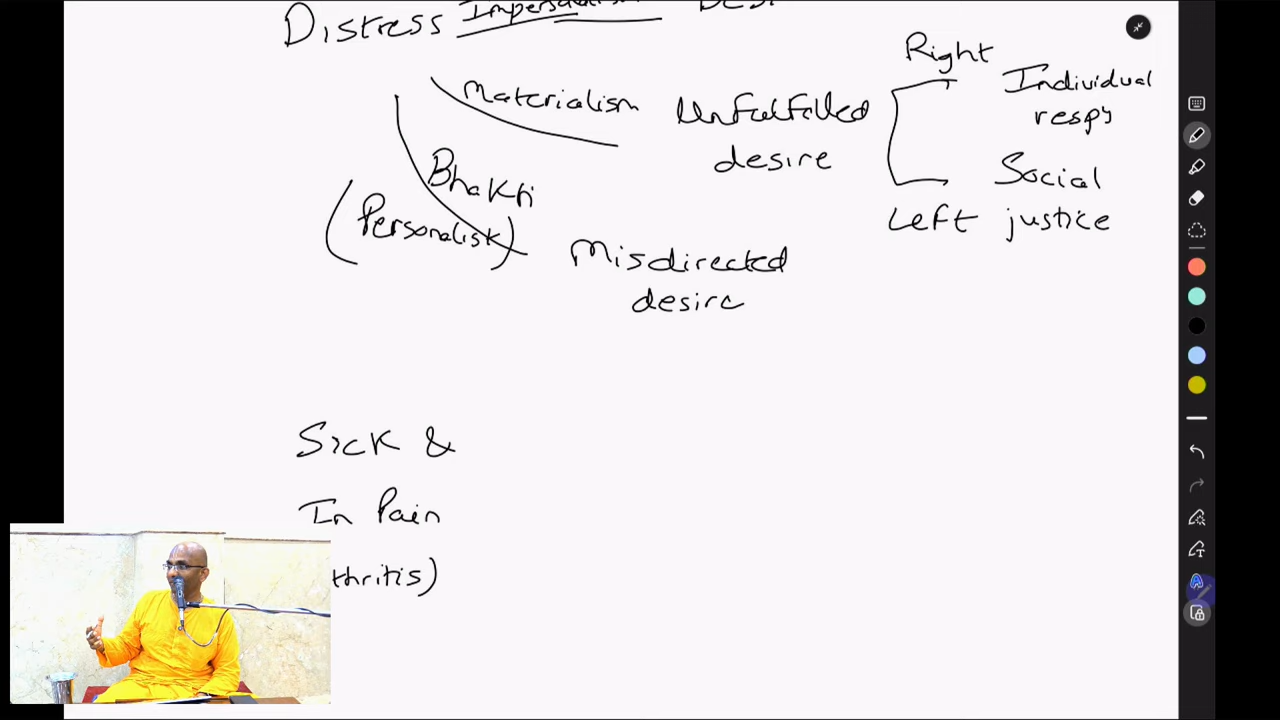 Distress
Materialism
Unfulfilled
desire
Right
Individual
respy
Social
Left justice
Bhakti
(Personalist)
Misdirected
desire
Sick &
In Pain
thritis)